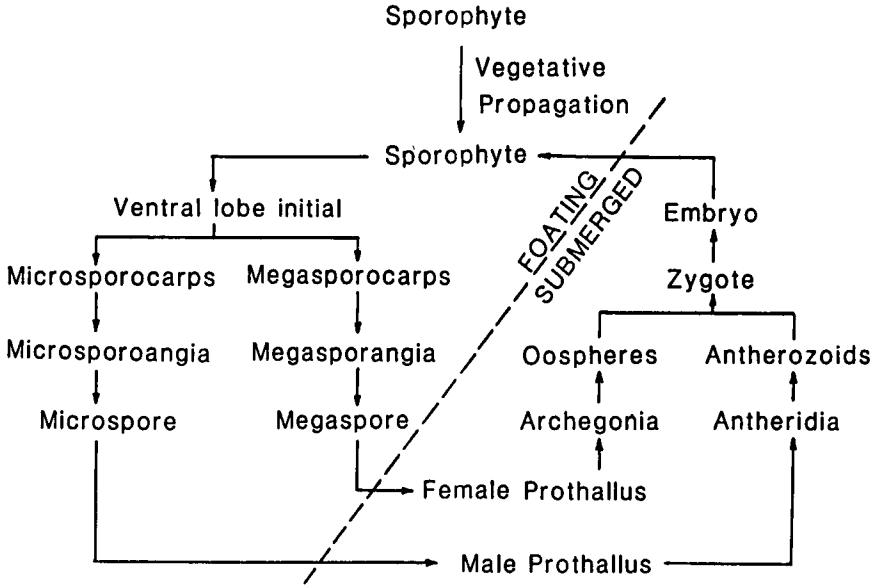 Sporophyte
Vegetative
Propagation
Sporophyte
Ventral lobe initial
FOATING
SUBMERGED
Embryo
Microsporocarps
Megasporocarps
Zygote
Microsporoangia
Megasporangia
Oospheres
Antherozoids
Microspore
Megaspore
Archegonia
Antheridia
Female Prothallus
Male Prothallus